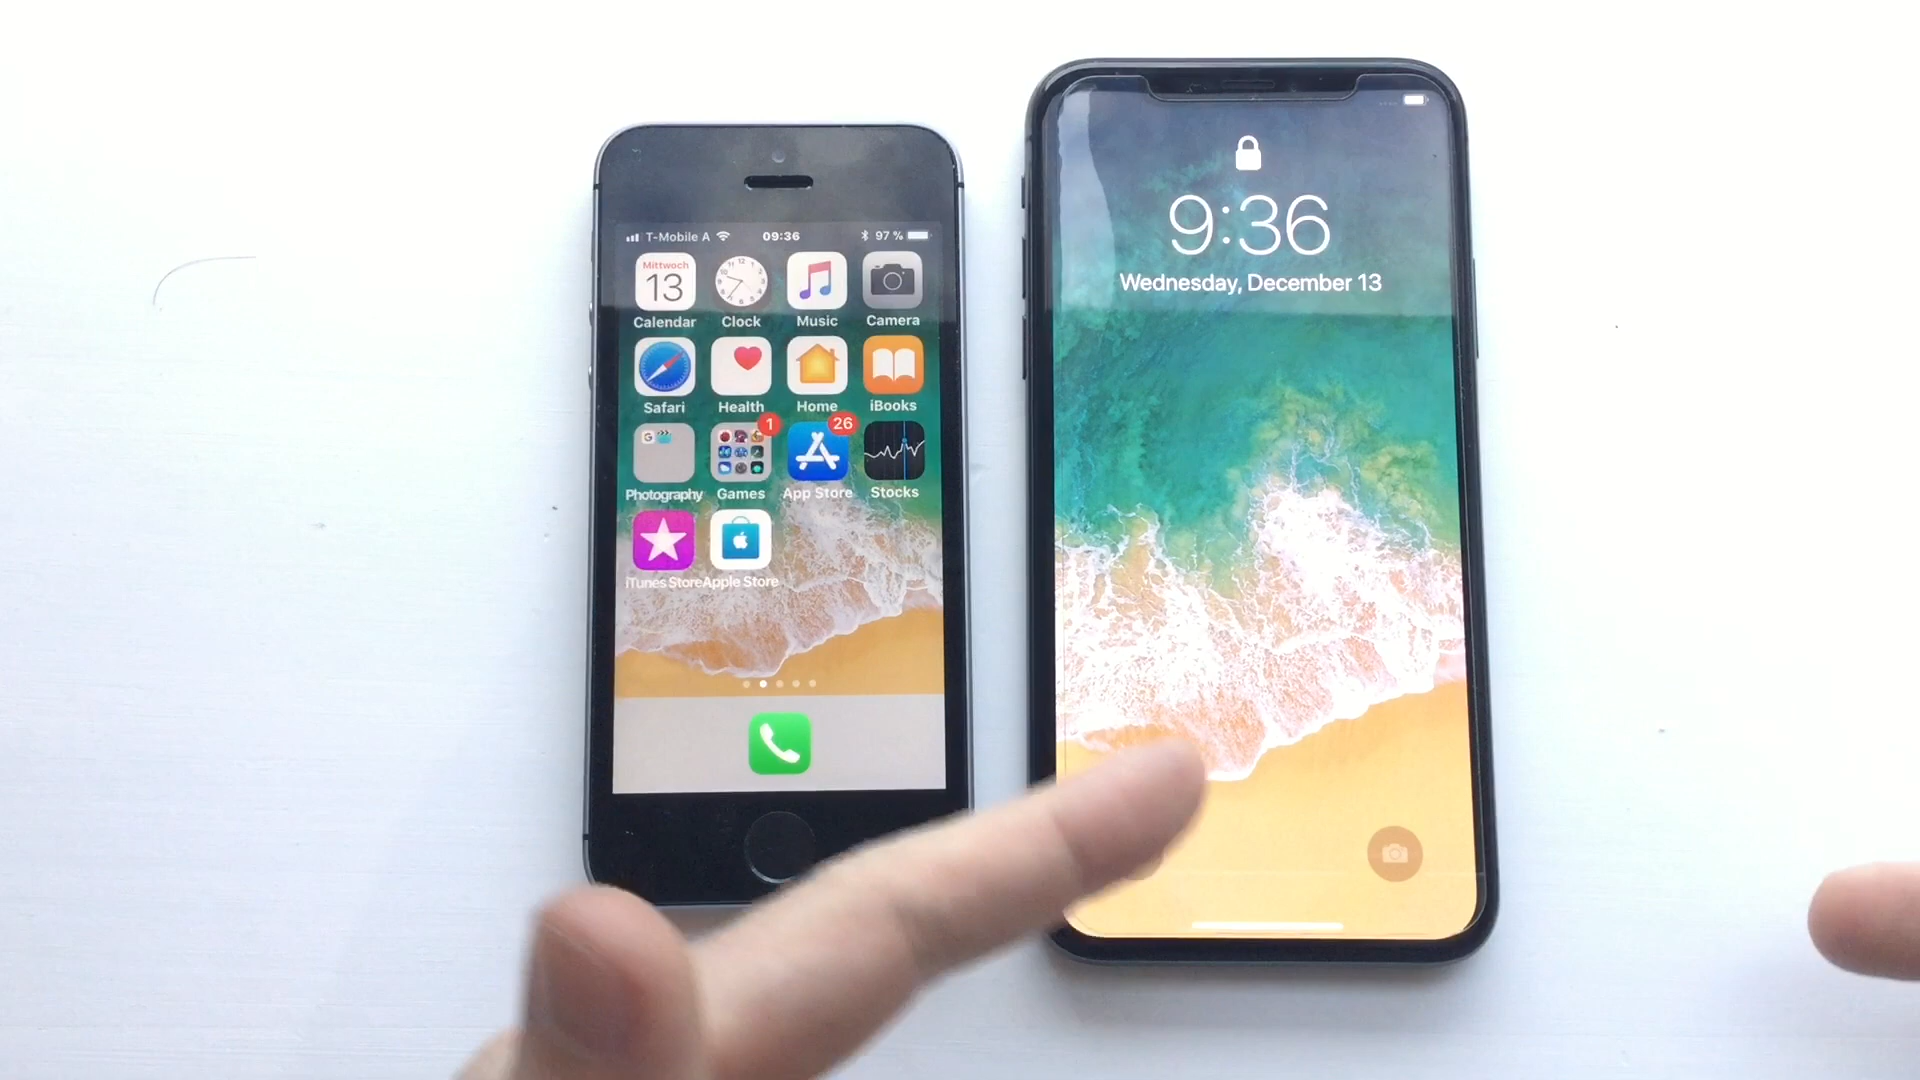 T-Mobile A 09:36 97 %
Mittwoch
13
Calendar Clock Music Camera
Safari Health Home iBooks
1 26
Photography Games App Store Stocks
iTunes Store Apple Store
9:36
Wednesday, December 13